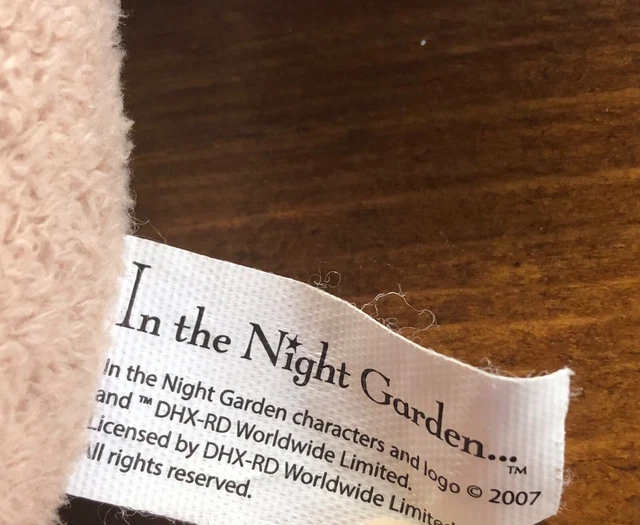 In the Night Garden...™
In the Night Garden characters and logo © 2007
and ™ DHX-RD Worldwide Limited.
Licensed by DHX-RD Worldwide Limited
All rights reserved.